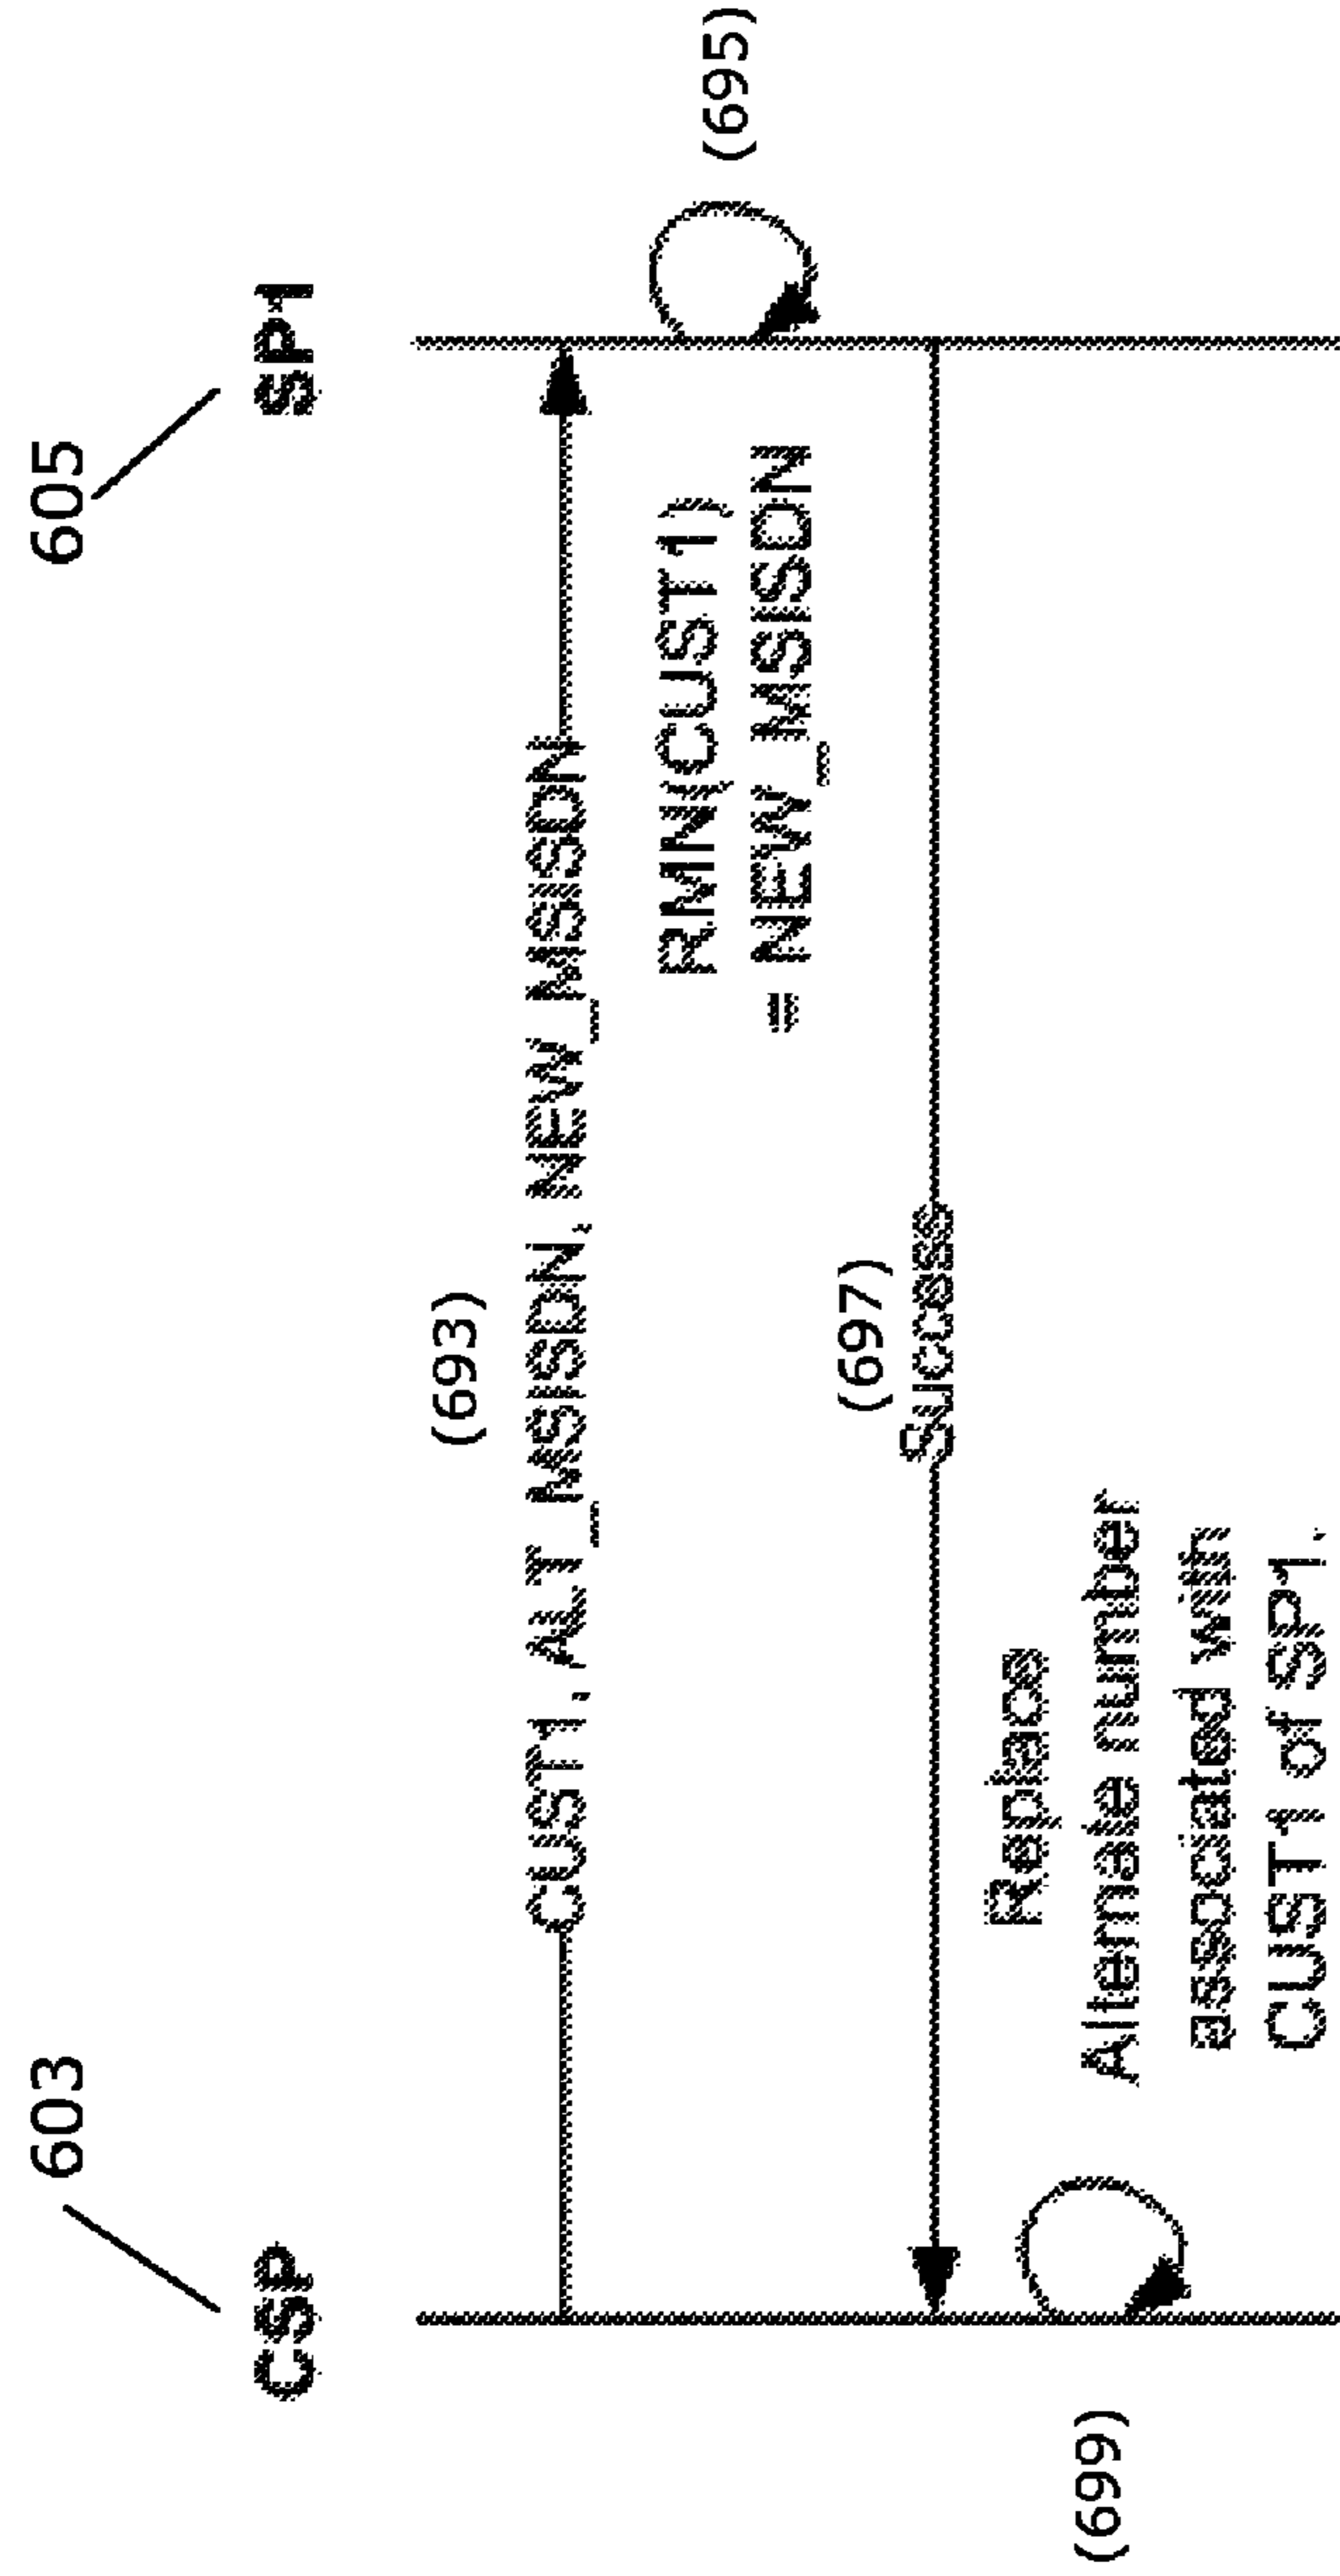 603
605
CSP
SP1
(693)
CUST1, ALT_MSISDN, NEW_MSISDN
RMN(CUST1)
= NEW_MSISDN
(695)
(697)
Success
Replace
Alternate number
associated with
CUST1 of SP1.
(699)